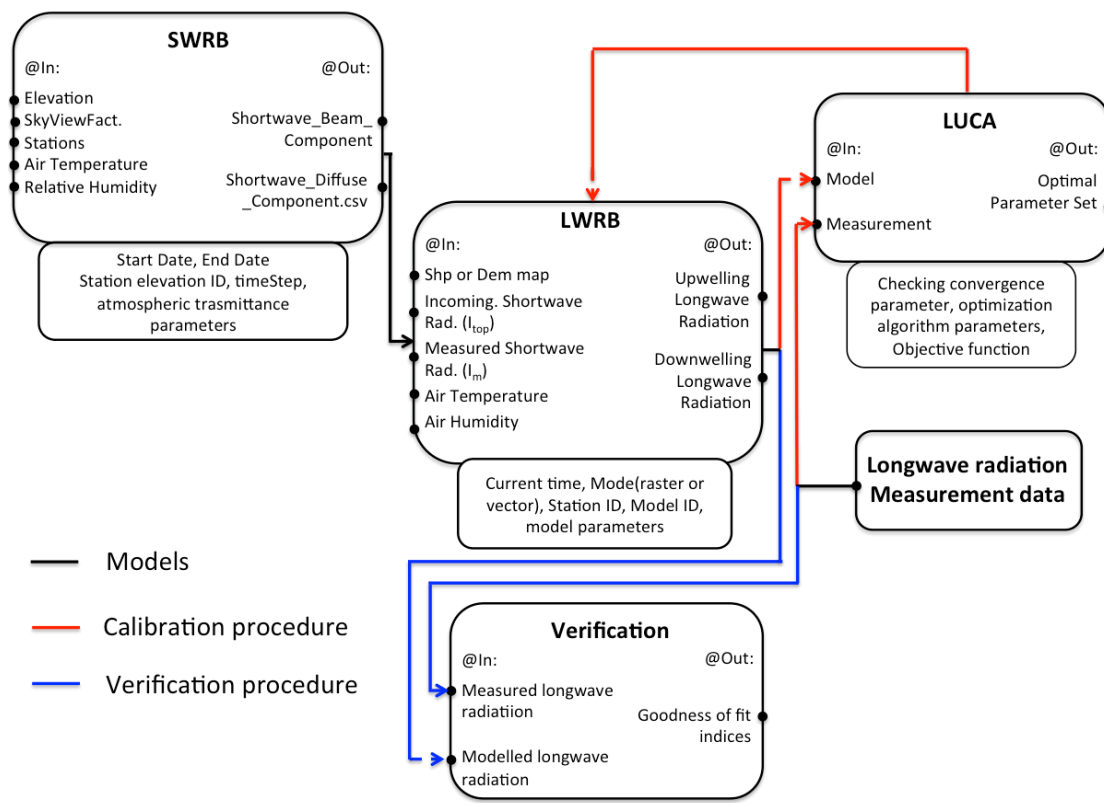 SWRB
@In:
@Out:
Elevation
SkyViewFact.
Stations
Air Temperature
Relative Humidity
Shortwave_Beam_
Component
Shortwave_Diffuse
_Component.csv
Start Date, End Date
Station elevation ID, timeStep,
atmospheric trasmittance
parameters
LWRB
@In:
@Out:
Shp or Dem map
Incoming. Shortwave
Rad. (Itop)
Measured Shortwave
Rad. (Im)
Air Temperature
Air Humidity
Upwelling
Longwave
Radiation
Downwelling
Longwave
Radiation
Current time, Mode(raster or
vector), Station ID, Model ID,
model parameters
LUCA
@In:
@Out:
Model
Measurement
Optimal
Parameter Set
Checking convergence
parameter, optimization
algorithm parameters,
Objective function
Longwave radiation
Measurement data
Models
Calibration procedure
Verification procedure
Verification
@In:
@Out:
Measured longwave
radiatiion
Modelled longwave
radiation
Goodness of fit
indices